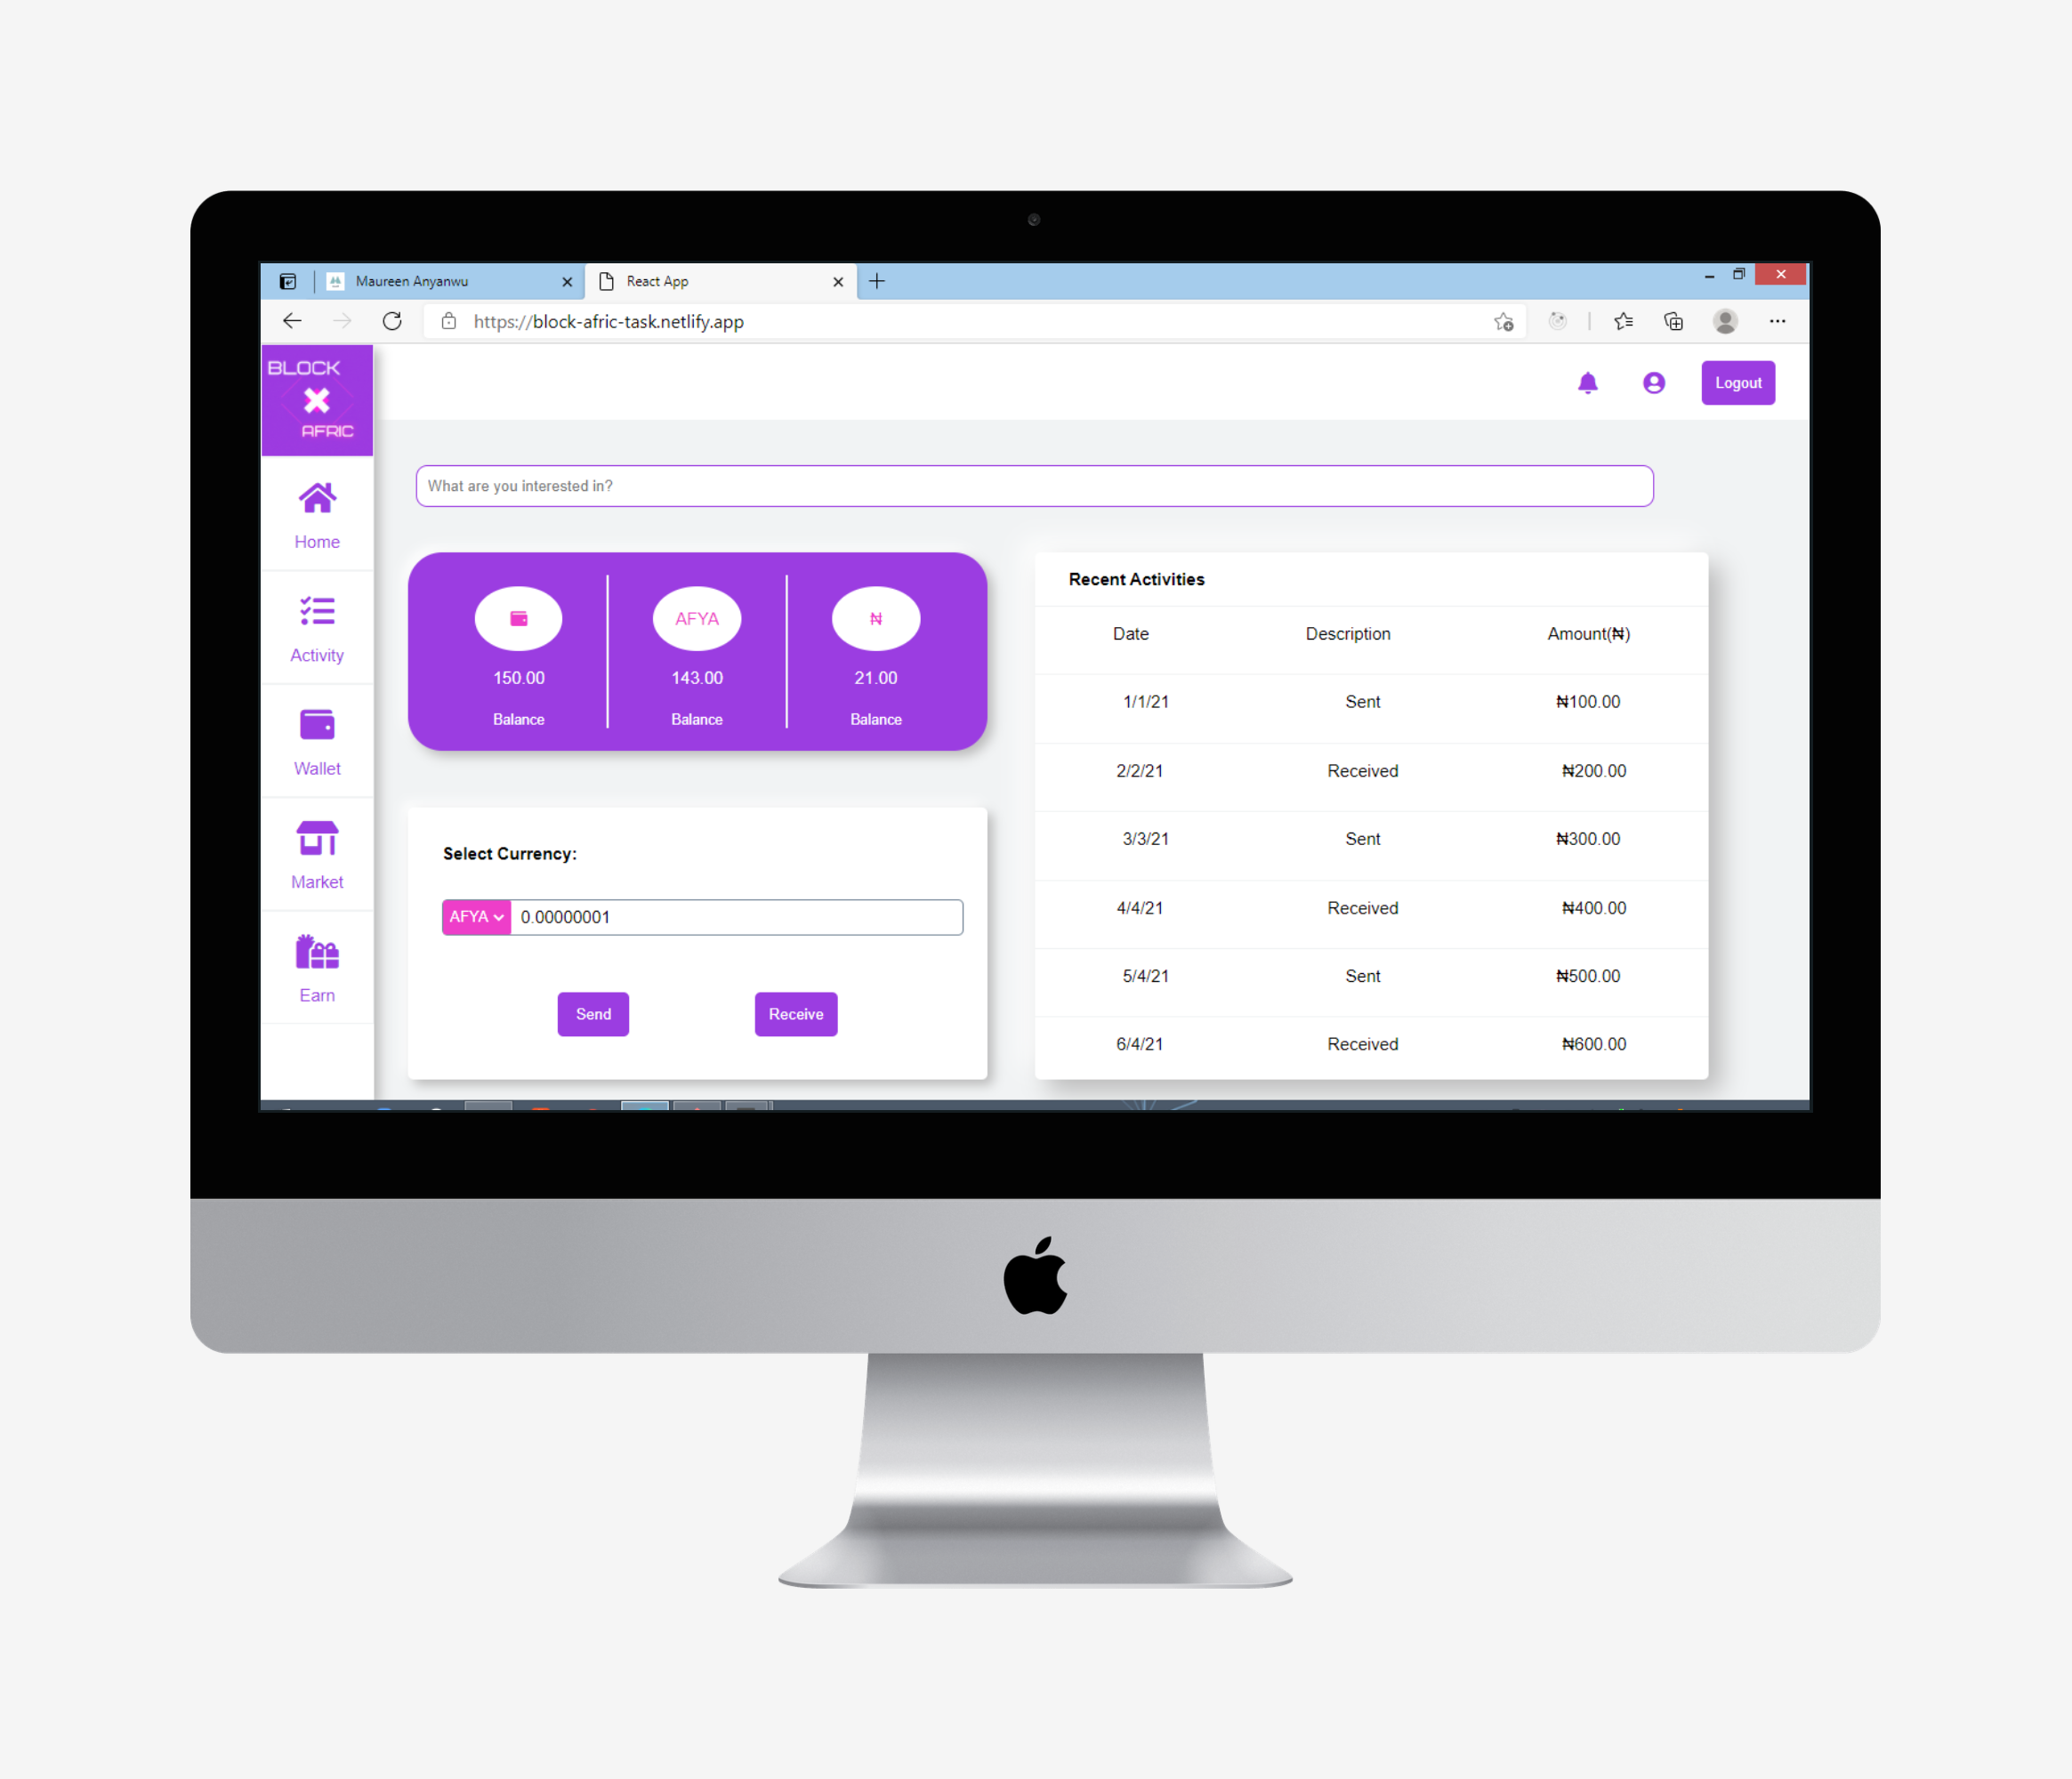 Maureen Anyanwu
React App
https://block-afric-task.netlify.app
BLOCK
AFRIC
Logout
What are you interested in?
Home
Activity
Wallet
Market
Earn
AFYA
₦
150.00
143.00
21.00
Balance
Balance
Balance
Select Currency:
AFYA
0.00000001
Send
Receive
Recent Activities
Date Description Amount(₦)
1/1/21 Sent ₦100.00
2/2/21 Received ₦200.00
3/3/21 Sent ₦300.00
4/4/21 Received ₦400.00
5/4/21 Sent ₦500.00
6/4/21 Received ₦600.00